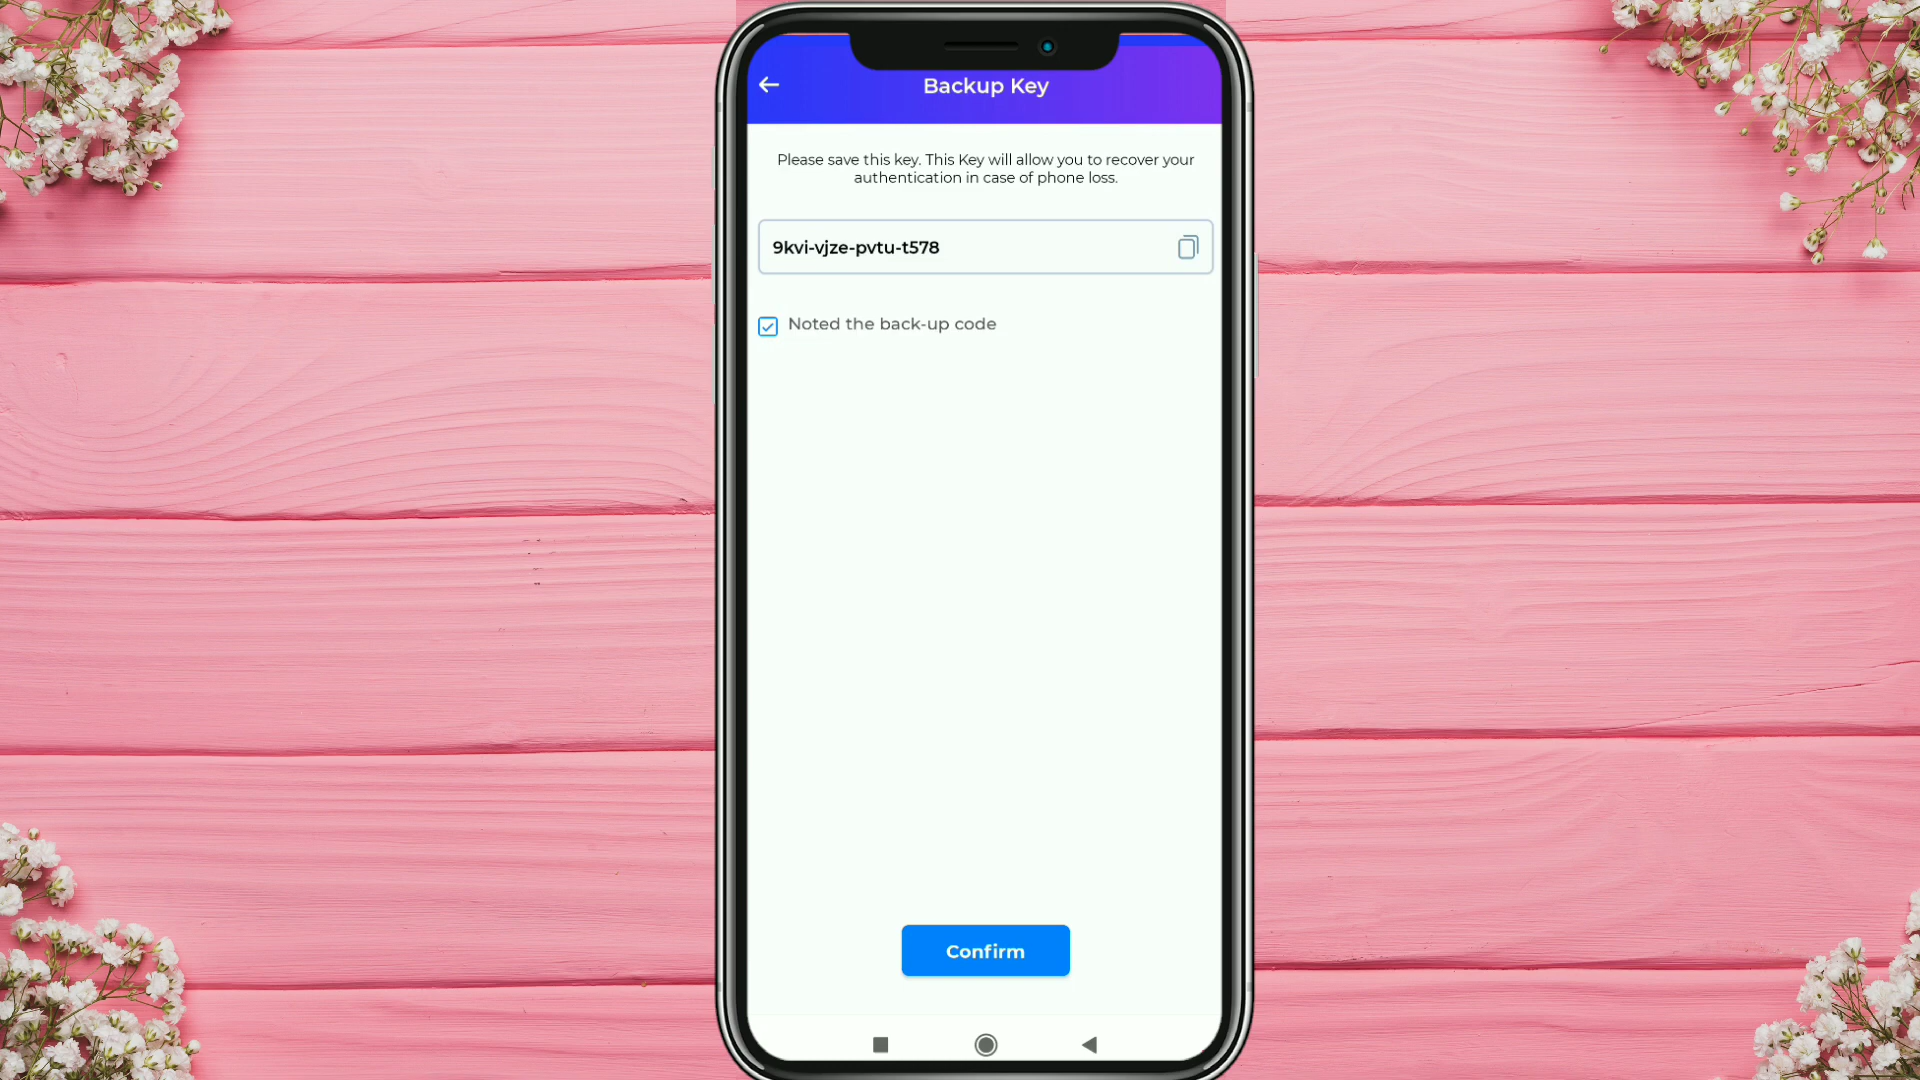 Backup Key
Please save this key. This Key will allow you to recover your
authentication in case of phone loss.
9kvi-vjze-pvtu-t578
Noted the back-up code
Confirm